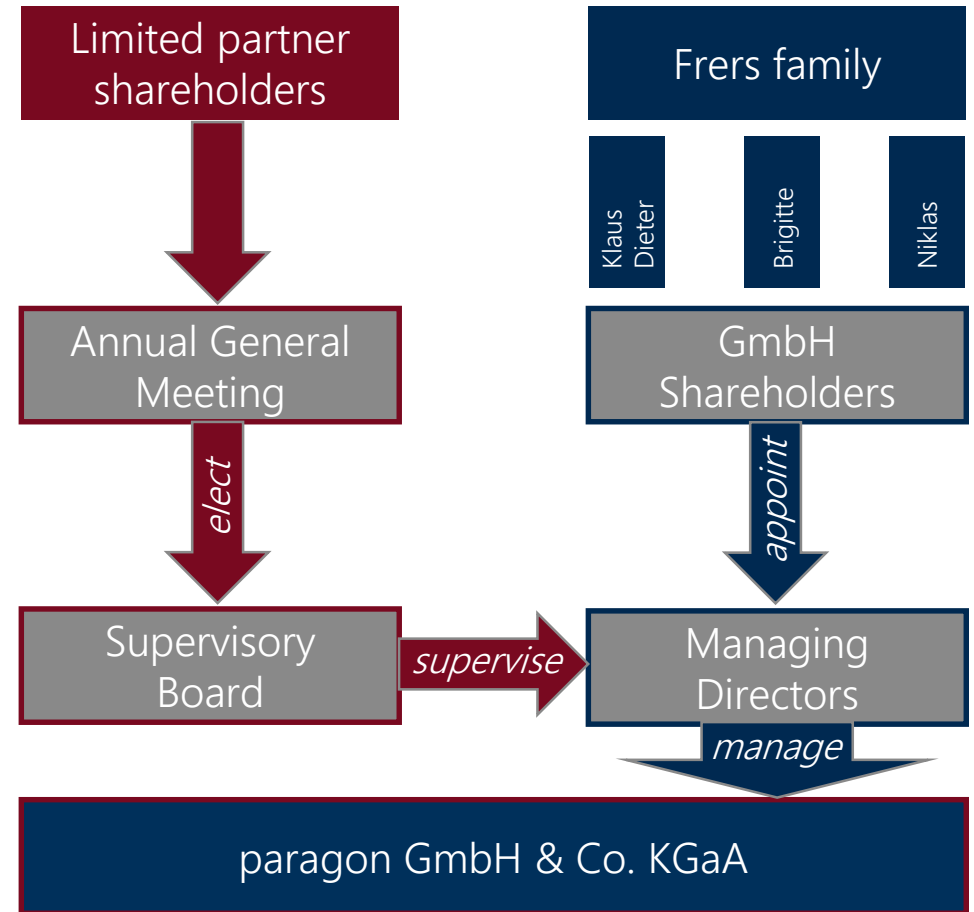 Limited partner
shareholders
Frers family
Klaus
Dieter
Brigitte
Niklas
Annual General
Meeting
GmbH
Shareholders
elect
appoint
Supervisory
Board
supervise
Managing
Directors
manage
paragon GmbH & Co. KGaA